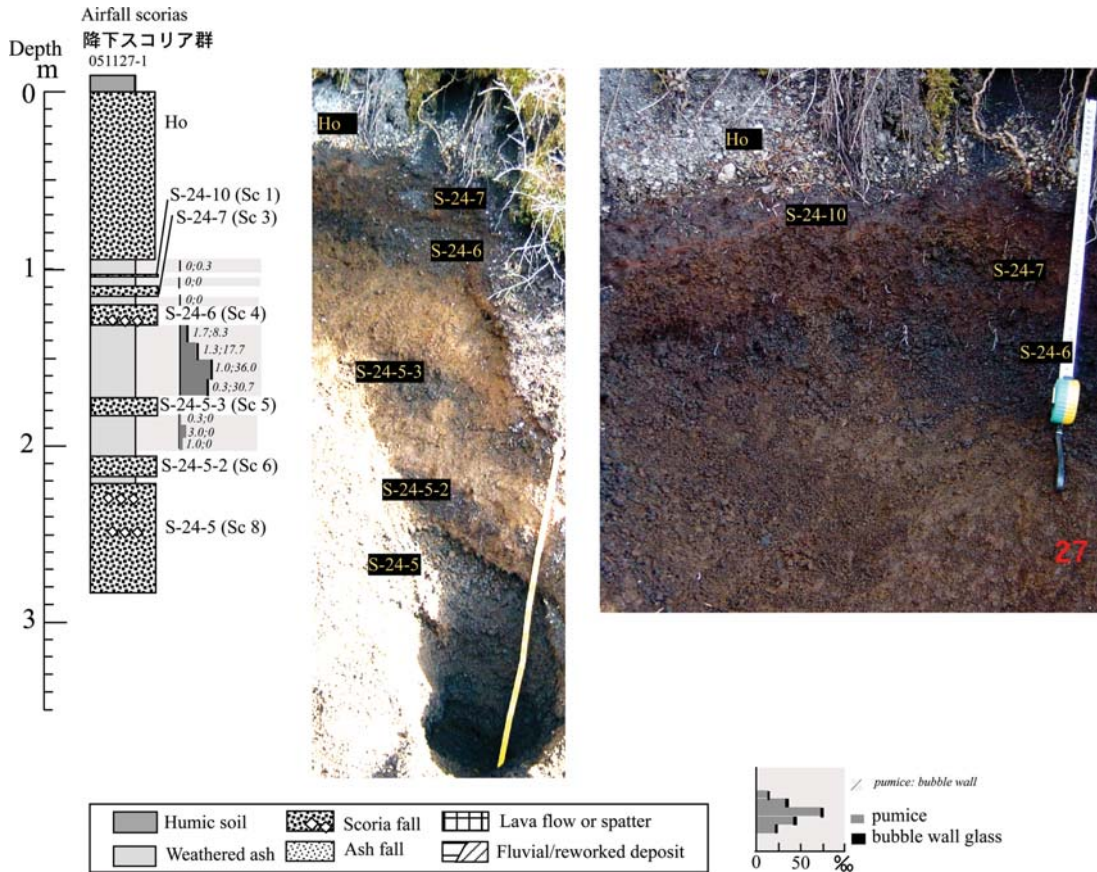 Airfall scorias
降下スコリア群
Depth
m
051127-1
0
Ho
S-24-10 (Sc 1)
S-24-7 (Sc 3)
1
0;0.3
0;0
0;0
S-24-6 (Sc 4)
1.7;8.3
1.3;17.7
1.0;36.0
0.3;30.7
S-24-5-3 (Sc 5)
0.3;0
3.0;0
1.0;0
2
S-24-5-2 (Sc 6)
S-24-5 (Sc 8)
3
Ho
S-24-7
S-24-6
S-24-5-3
S-24-5-2
S-24-5
Ho
S-24-10
S-24-7
S-24-6
27
Humic soil
Scoria fall
Lava flow or spatter
Weathered ash
Ash fall
Fluvial/reworked deposit
pumice: bubble wall
pumice
bubble wall glass
0 50 ‰